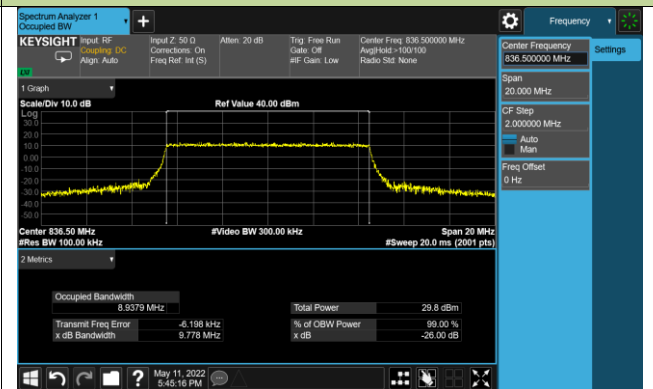 Spectrum Analyzer 1
Occupied BW
Frequency
KEYSIGHT
Input: RF
Coupling: DC
Align: Auto
Input Z: 50 Ω
Corrections: On
Freq Ref: Int (S)
Atten: 20 dB
Trig: Free Run
Gate: Off
#IF Gain: Low
Center Freq: 836.500000 MHz
Avg|Hold:>100/100
Radio Std: None
LXI
Center Frequency
836.500000 MHz
Settings
Span
20.000 MHz
CF Step
2.000000 MHz
Auto
Man
Freq Offset
0 Hz
1 Graph
Scale/Div 10.0 dB
Ref Value 40.00 dBm
Log
30.0
20.0
10.0
0.00
-10.0
-20.0
-30.0
-40.0
-50.0
Center 836.50 MHz
#Video BW 300.00 kHz
Span 20 MHz
#Res BW 100.00 kHz
#Sweep 20.0 ms (2001 pts)
2 Metrics
Occupied Bandwidth
8.9379 MHz
Total Power
29.8 dBm
Transmit Freq Error
-6.198 kHz
% of OBW Power
99.00 %
x dB Bandwidth
9.778 MHz
x dB
-26.00 dB
?
May 11, 2022
5:45:16 PM